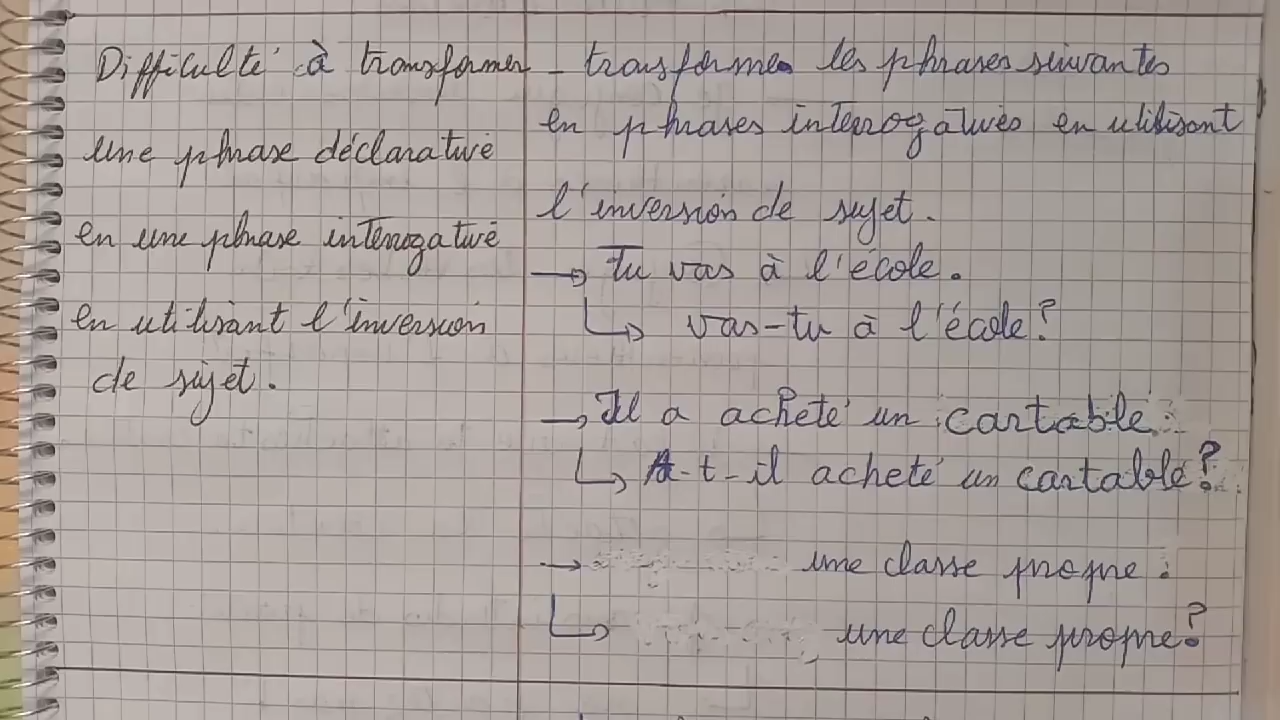 Difficulté à transformer
une phrase déclarative
en une phrase interrogative
en utilisant l'inversion
de sujet.
- transforme les phrases suivantes
en phrases interrogatives en utilisant
l'inversion de sujet.
→ Tu vas à l'école.
↳ vas-tu à l'école?
→ Il a acheté un cartable.
↳ A-t-il acheté un cartable?
→ une classe propre.
↳ une classe propre?